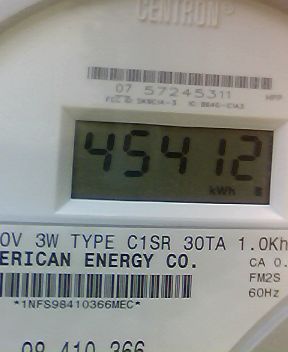 CENTRON®
07 57245311
45412
kWh
0V 3W TYPE C1SR 30TA 1.0Kh
ERICAN ENERGY CO.
CA 0.
FM2S
60Hz
*1NFS98410366MEC*
98 410 366